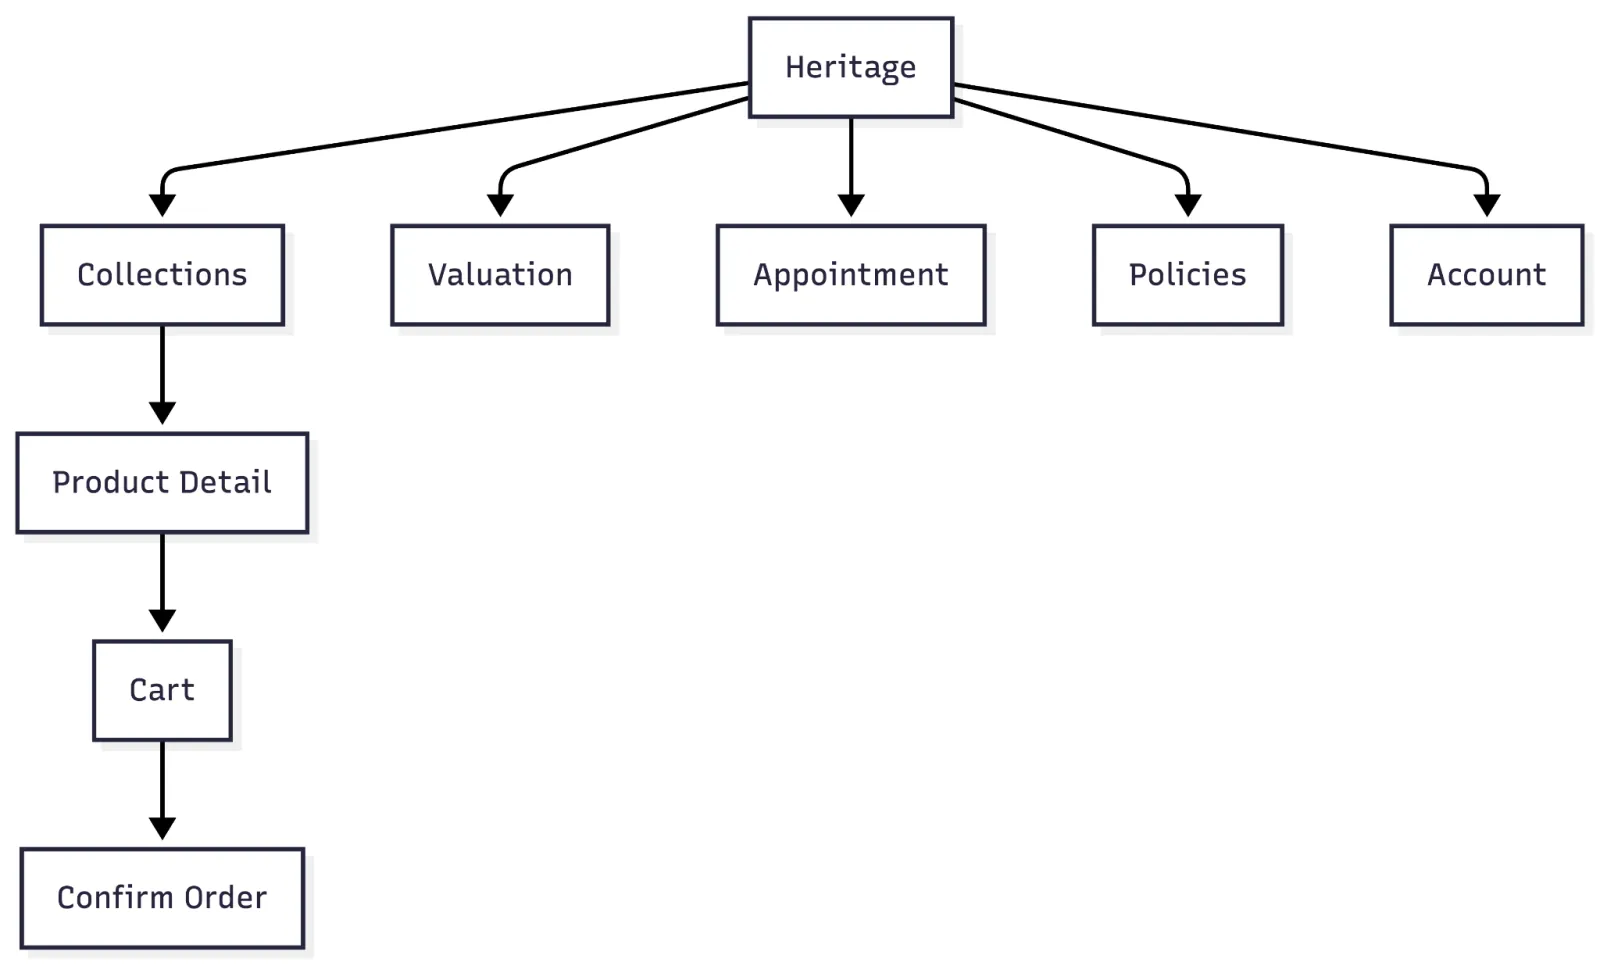 Heritage
Collections
Valuation
Appointment
Policies
Account
Product Detail
Cart
Confirm Order